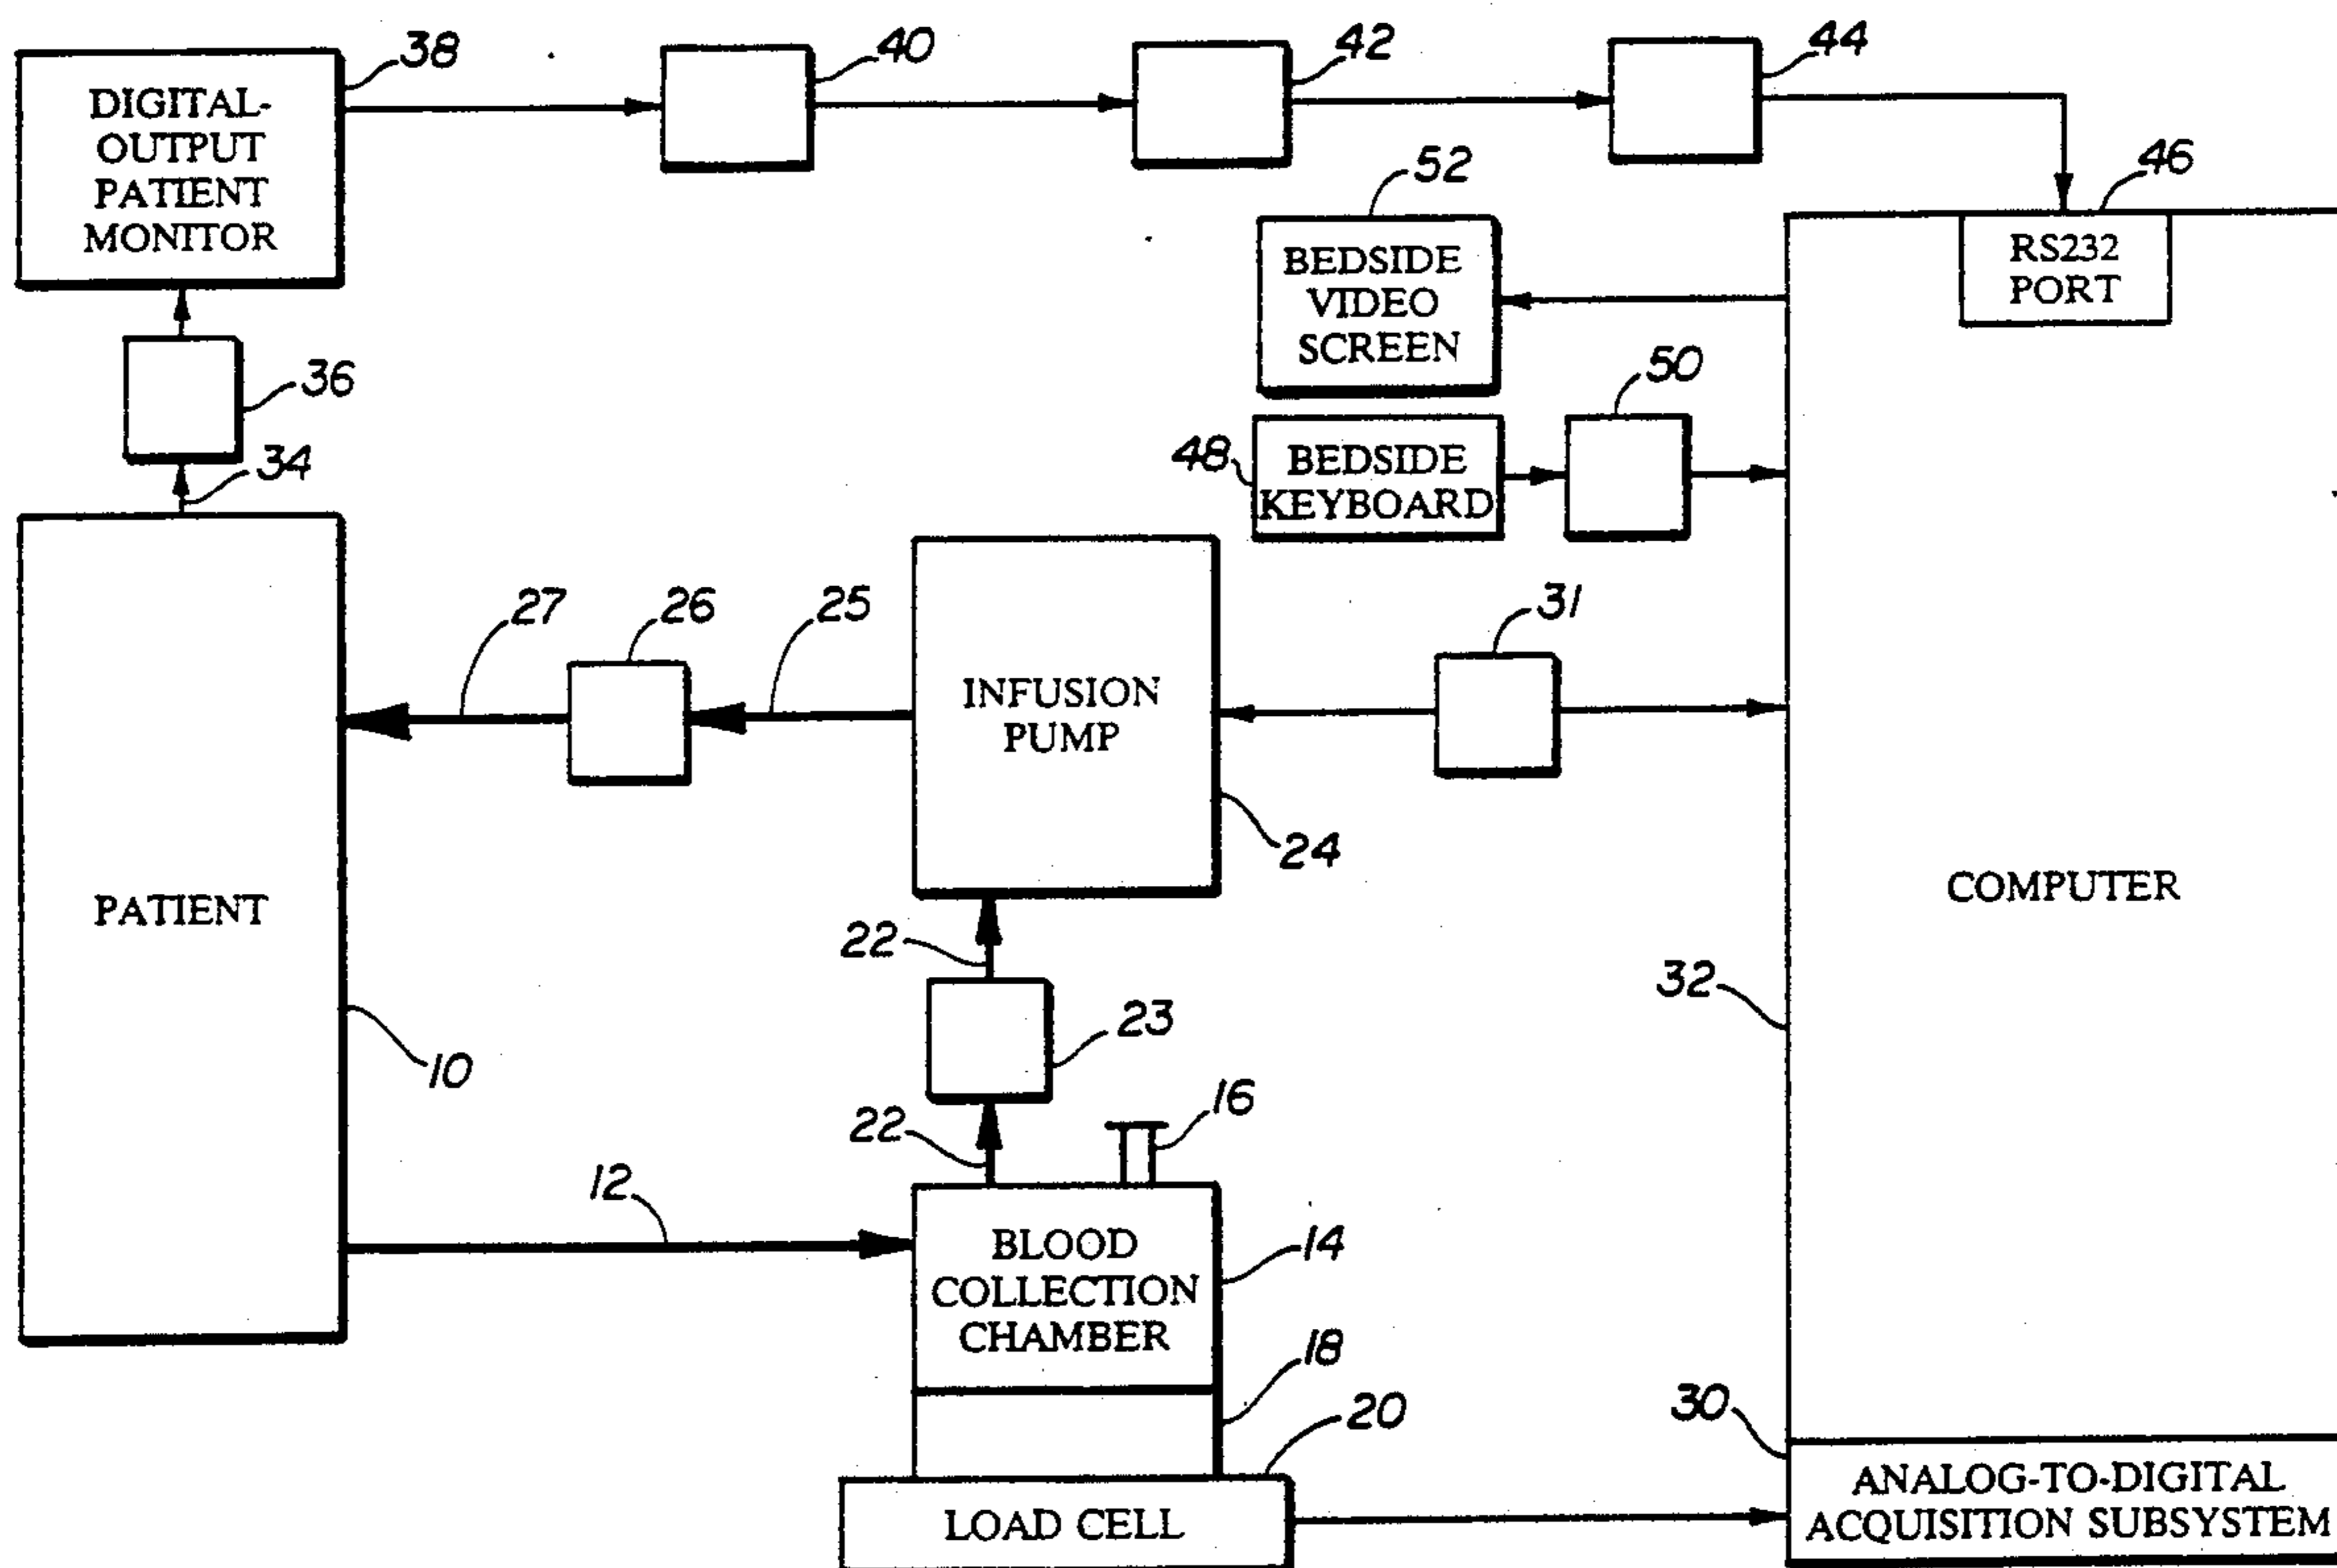 38
40
42
44
DIGITAL-
OUTPUT
PATIENT
MONITOR
52
46
BEDSIDE
VIDEO
SCREEN
RS232
PORT
36
50
34
48
BEDSIDE
KEYBOARD
27
26
25
31
INFUSION
PUMP
24
PATIENT
COMPUTER
22
32
23
10
16
22
12
BLOOD
COLLECTION
CHAMBER
14
18
20
30
LOAD CELL
ANALOG-TO-DIGITAL
ACQUISITION SUBSYSTEM